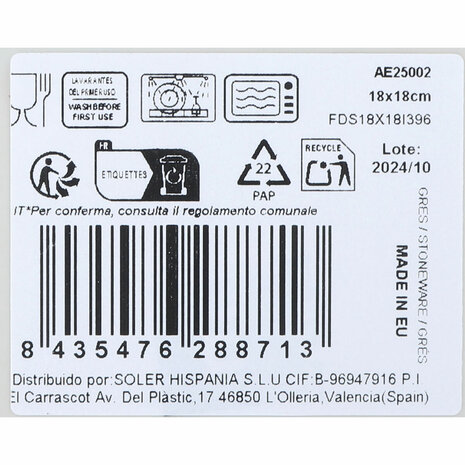 AE25002
18x18cm
FDS18X18I396
LAVAR ANTES
DEL PRIMER USO
WASH BEFORE
FIRST USE
Lote:
2024/10
FR
ETIQUETTES
22
PAP
RECYCLE
IT*Per conferma, consulta il regolamento comunale
GRES / STONEWARE / GRÈS
MADE IN EU
8 435476 288713
Distribuido por: SOLER HISPANIA S.L.U CIF:B-96947916 P.I.
El Carrascot Av. Del Plàstic,17 46850 L'Olleria,Valencia(Spain)